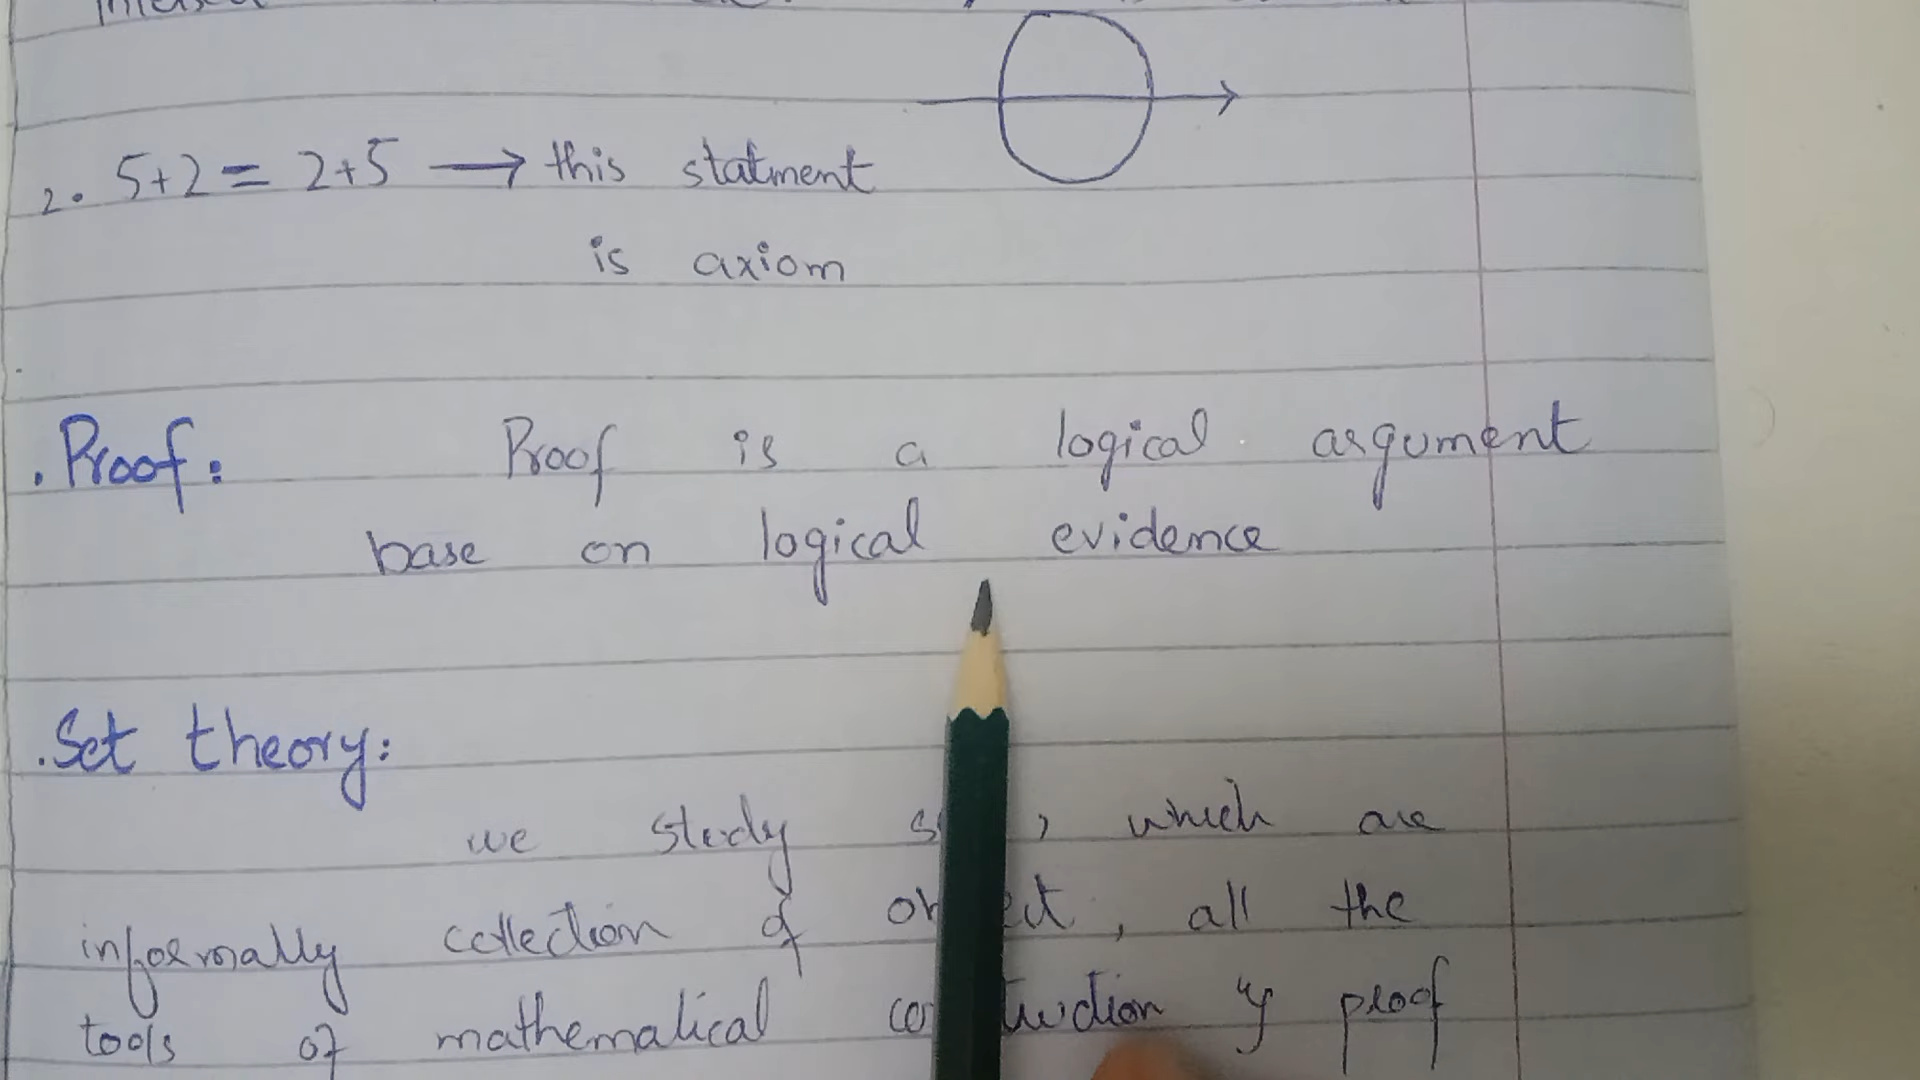 2. 5+2 = 2+5 → this statment
is axiom
. Proof: Proof is a logical argument
base on logical evidence
. Set theory:
we study , which are
informally collection of , all the
tools of mathematical proof